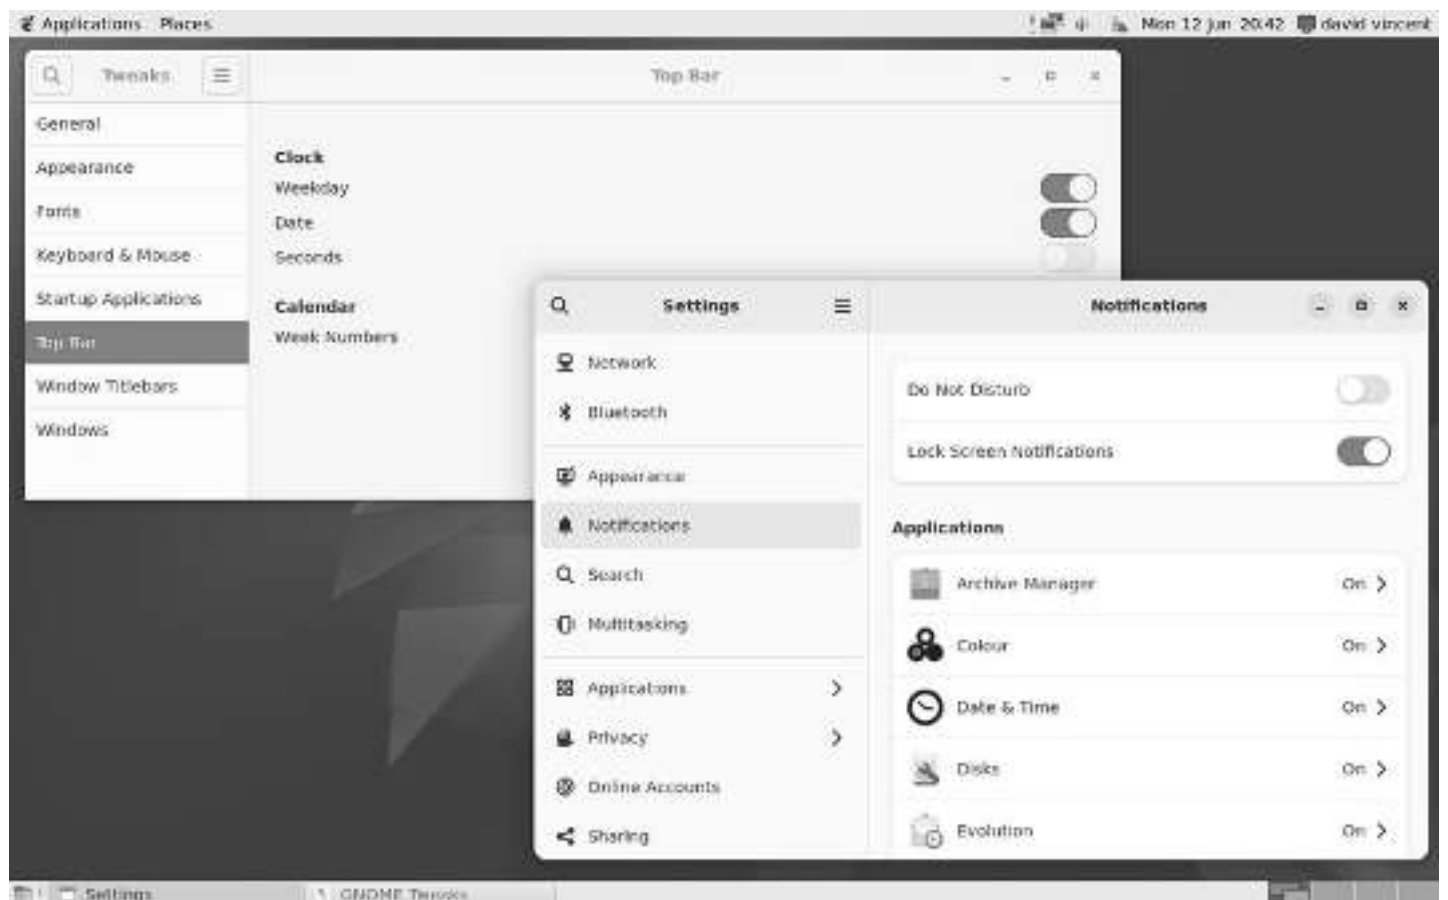 Applications Places
Mon 12 Jun 20:42 david vincent
Tweaks
Top Bar
General
Appearance
Fonts
Keyboard & Mouse
Startup Applications
Top Bar
Window Titlebars
Windows
Clock
Weekday
Date
Seconds
Calendar
Week Numbers
Settings
Notifications
Network
Bluetooth
Appearance
Notifications
Search
Multitasking
Applications
Privacy
Online Accounts
Sharing
Do Not Disturb
Lock Screen Notifications
Applications
Archive Manager On
Colour On
Date & Time On
Disks On
Evolution On
Settings
GNOME Tweaks